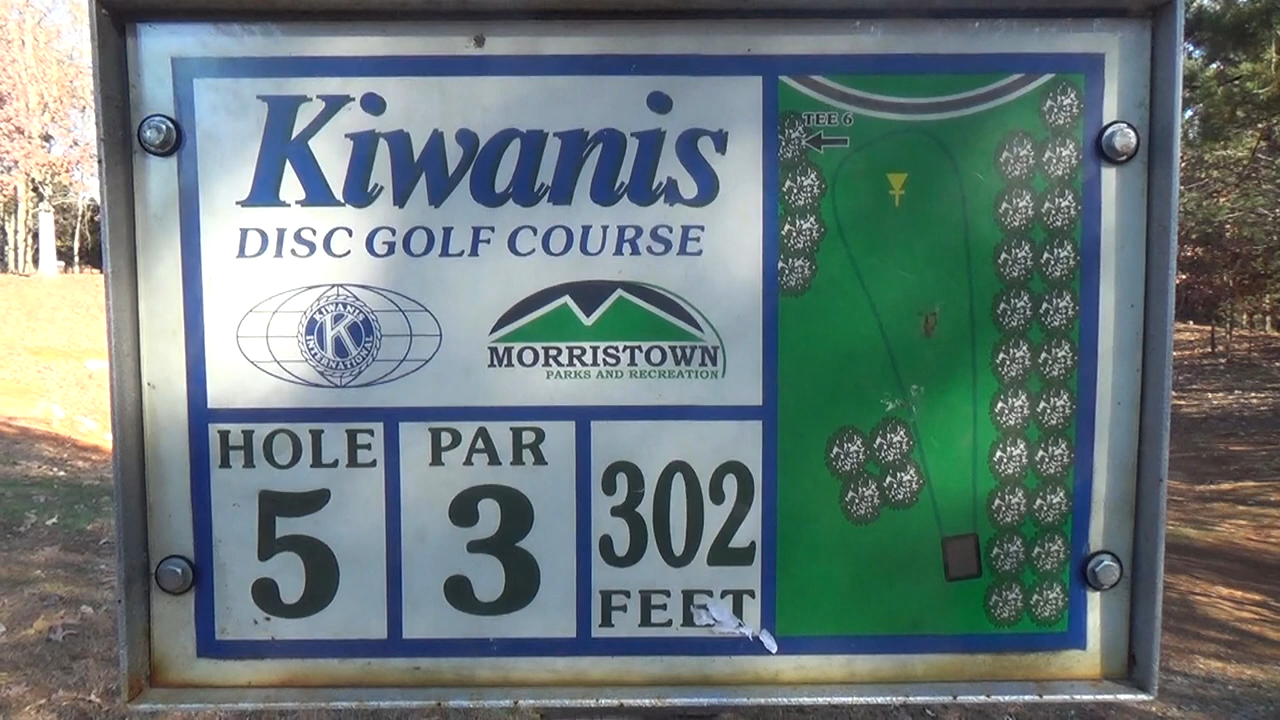 Kiwanis
DISC GOLF COURSE
KIWANIS
K
INTERNATIONAL
MORRISTOWN
PARKS AND RECREATION
HOLE
5
PAR
3
302
FEET
TEE 6